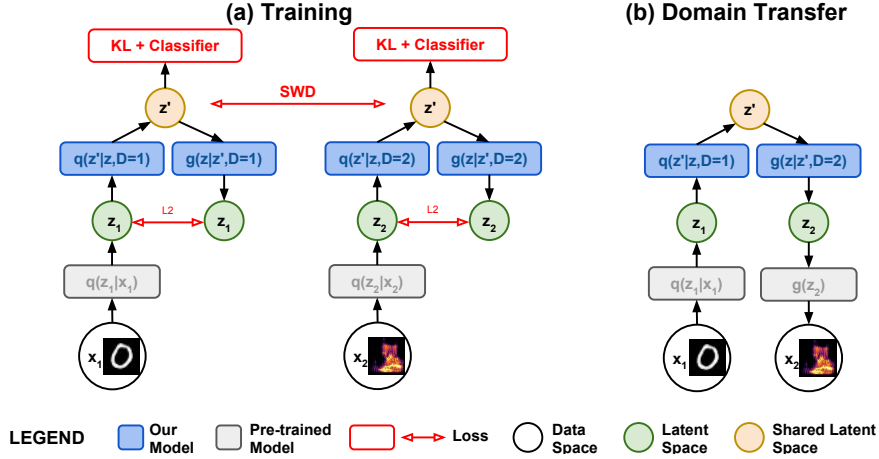 (a) Training
(b) Domain Transfer
KL + Classifier
KL + Classifier
SWD
z'
z'
z'
q(z'|z,D=1)
g(z|z',D=1)
q(z'|z,D=2)
g(z|z',D=2)
q(z'|z,D=1)
g(z|z',D=2)
z₁
L2
z₁
z₂
L2
z₂
z₁
z₂
q(z₁|x₁)
q(z₂|x₂)
q(z₁|x₁)
g(z₂)
x₁
x₂
x₁
x₂
LEGEND
Our
Model
Pre-trained
Model
Loss
Data
Space
Latent
Space
Shared Latent
Space